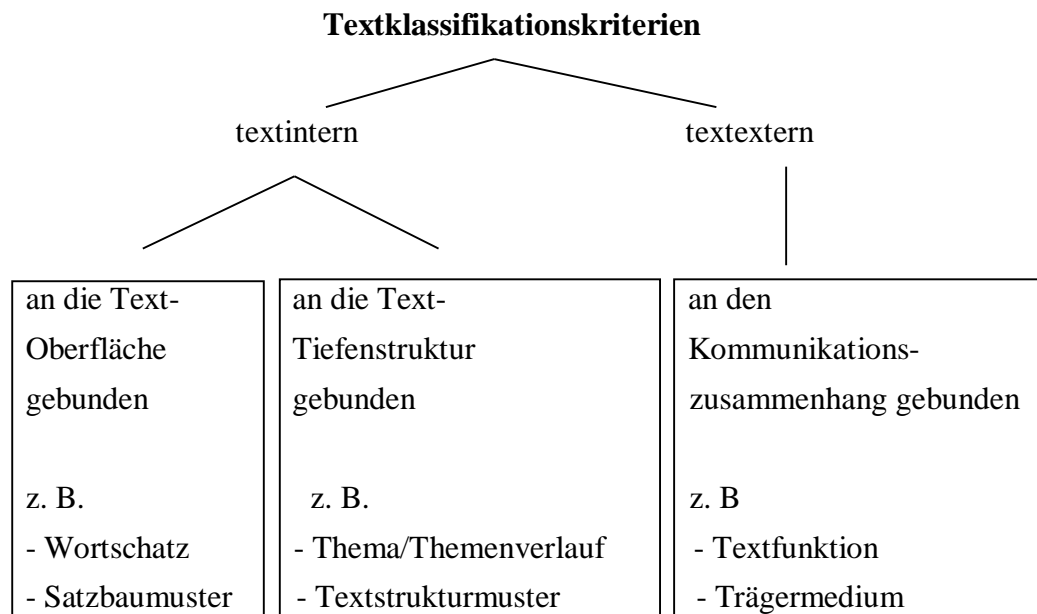 Textklassifikationskriterien
textintern
textextern
an die Text-
Oberfläche
gebunden
z. B.
- Wortschatz
- Satzbaumuster
an die Text-
Tiefenstruktur
gebunden
z. B.
- Thema/Themenverlauf
- Textstrukturmuster
an den
Kommunikations-
zusammenhang gebunden
z. B
- Textfunktion
- Trägermedium